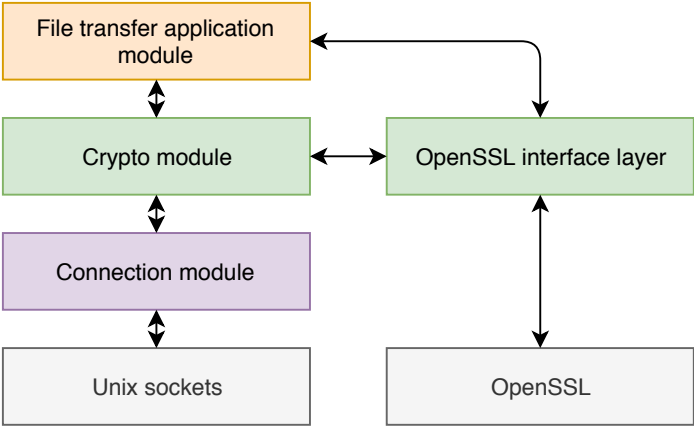 File transfer application
module
Crypto module
OpenSSL interface layer
Connection module
Unix sockets
OpenSSL